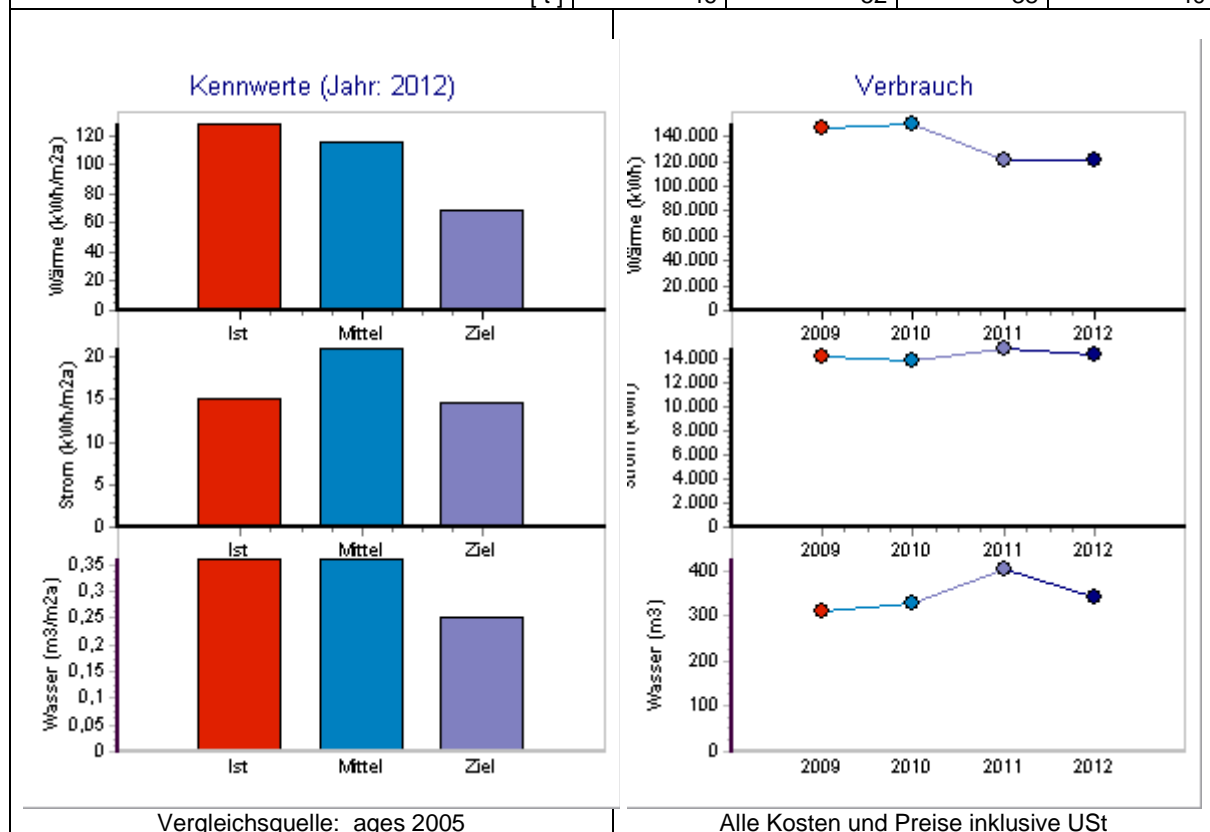 [ t ]
Kennwerte (Jahr: 2012)
Wärme (kWh/m2a)
120
100
80
60
40
20
0
Ist Mittel Ziel
Strom (kWh/m2a)
20
15
10
5
0
Ist Mittel Ziel
Wasser (m3/m2a)
0,35
0,3
0,25
0,2
0,15
0,1
0,05
0
Ist Mittel Ziel
Vergleichsquelle: ages 2005
Verbrauch
Wärme (kWh)
140.000
120.000
100.000
80.000
60.000
40.000
20.000
0
2009 2010 2011 2012
Strom (kWh)
14.000
12.000
10.000
8.000
6.000
4.000
2.000
0
2009 2010 2011 2012
Wasser (m3)
400
300
200
100
0
2009 2010 2011 2012
Alle Kosten und Preise inklusive USt